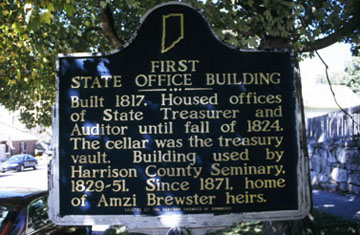 FIRST
STATE OFFICE BUILDING
Built 1817. Housed offices
of State Treasurer and
Auditor until fall of 1824.
The cellar was the treasury
vault. Building used by
Harrison County Seminary,
1829-51. Since 1871, home
of Amzi Brewster heirs.